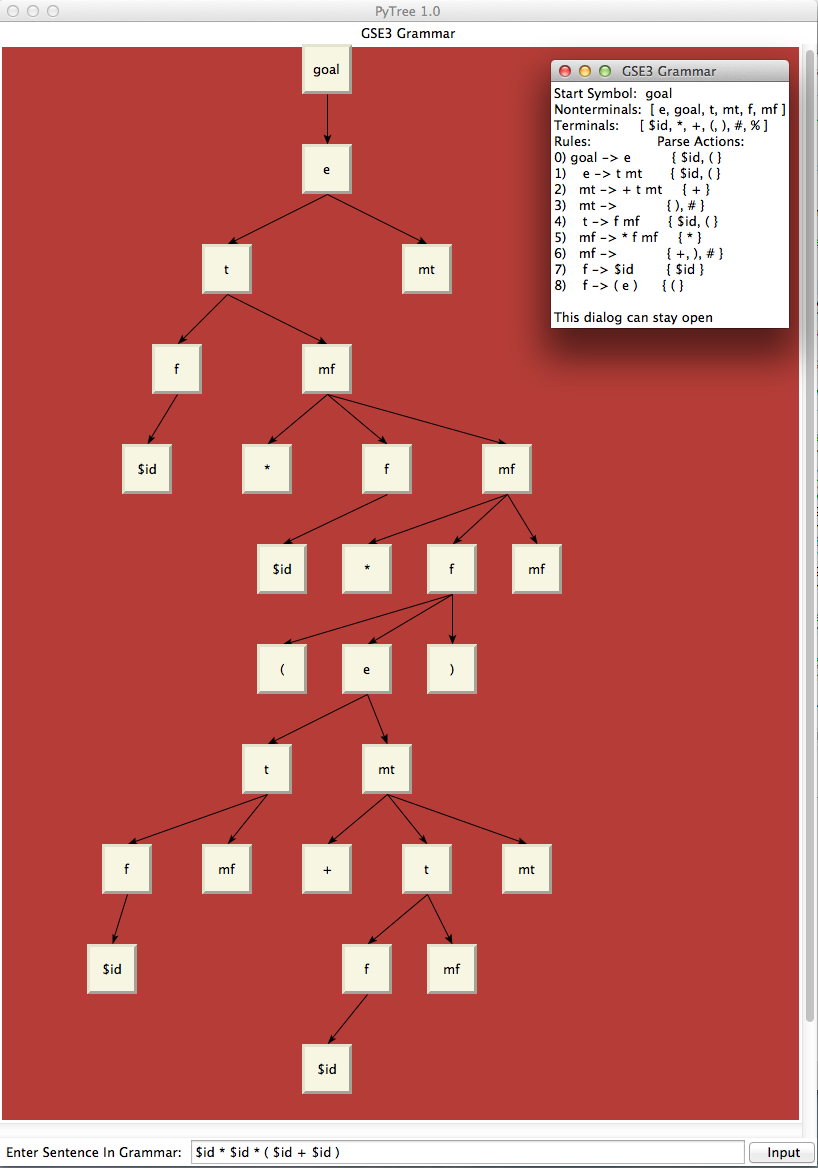 PyTree 1.0
GSE3 Grammar
goal
GSE3 Grammar
Start Symbol: goal
Nonterminals: [ e, goal, t, mt, f, mf ]
Terminals: [ $id, *, +, (, ), #, % ]
Rules: Parse Actions:
0) goal -> e { $id, ( }
1) e -> t mt { $id, ( }
2) mt -> + t mt { + }
3) mt -> { ), # }
4) t -> f mf { $id, ( }
5) mf -> * f mf { * }
6) mf -> { +, ), # }
7) f -> $id { $id }
8) f -> ( e ) { ( }
This dialog can stay open
e
t mt
f mf
$id * f mf
$id * f mf
( e )
t mt
f mf + t mt
$id f mf
$id
Enter Sentence In Grammar: $id * $id * ( $id + $id ) Input